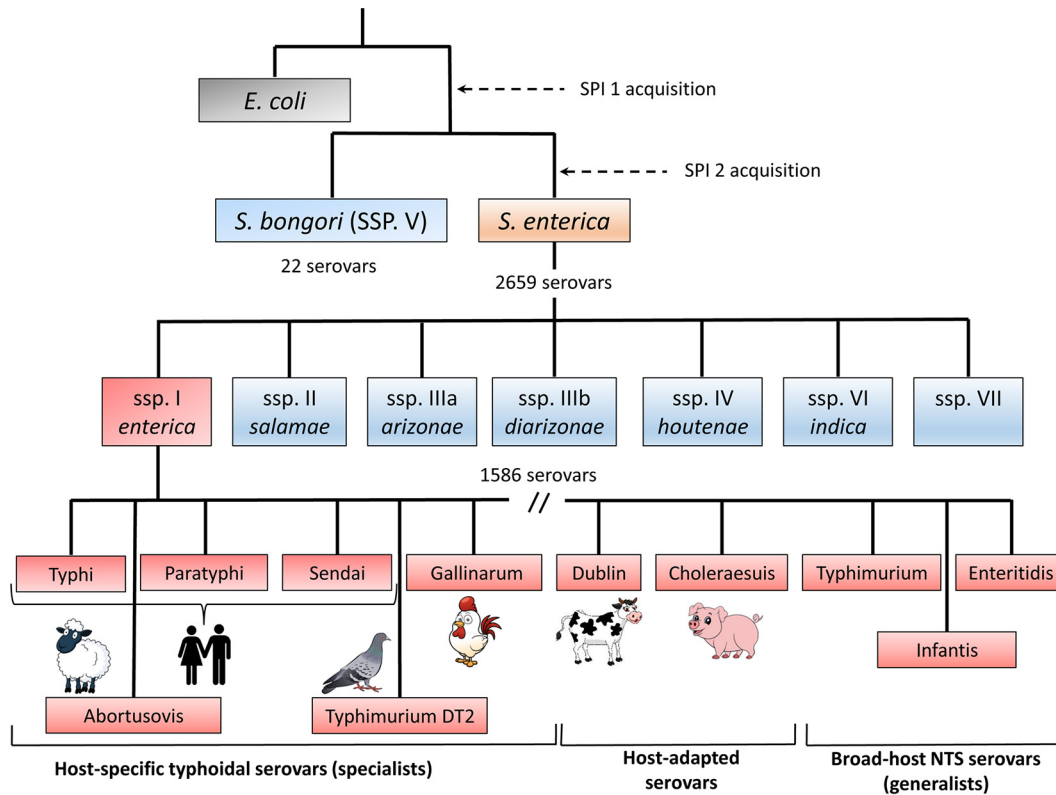 E. coli
SPI 1 acquisition
SPI 2 acquisition
S. bongori (SSP. V)
S. enterica
22 serovars
2659 serovars
ssp. I
enterica
ssp. II
salamae
ssp. IIIa
arizonae
ssp. IIIb
diarizonae
ssp. IV
houtenae
ssp. VI
indica
ssp. VII
1586 serovars
//
Typhi
Paratyphi
Sendai
Gallinarum
Dublin
Choleraesuis
Typhimurium
Enteritidis
Infantis
Abortusovis
Typhimurium DT2
Host-specific typhoidal serovars (specialists)
Host-adapted
serovars
Broad-host NTS serovars
(generalists)